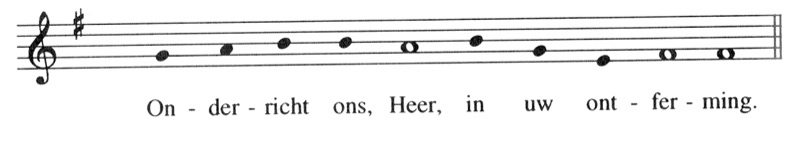 On - der - richt ons, Heer, in uw ont - fer - ming.